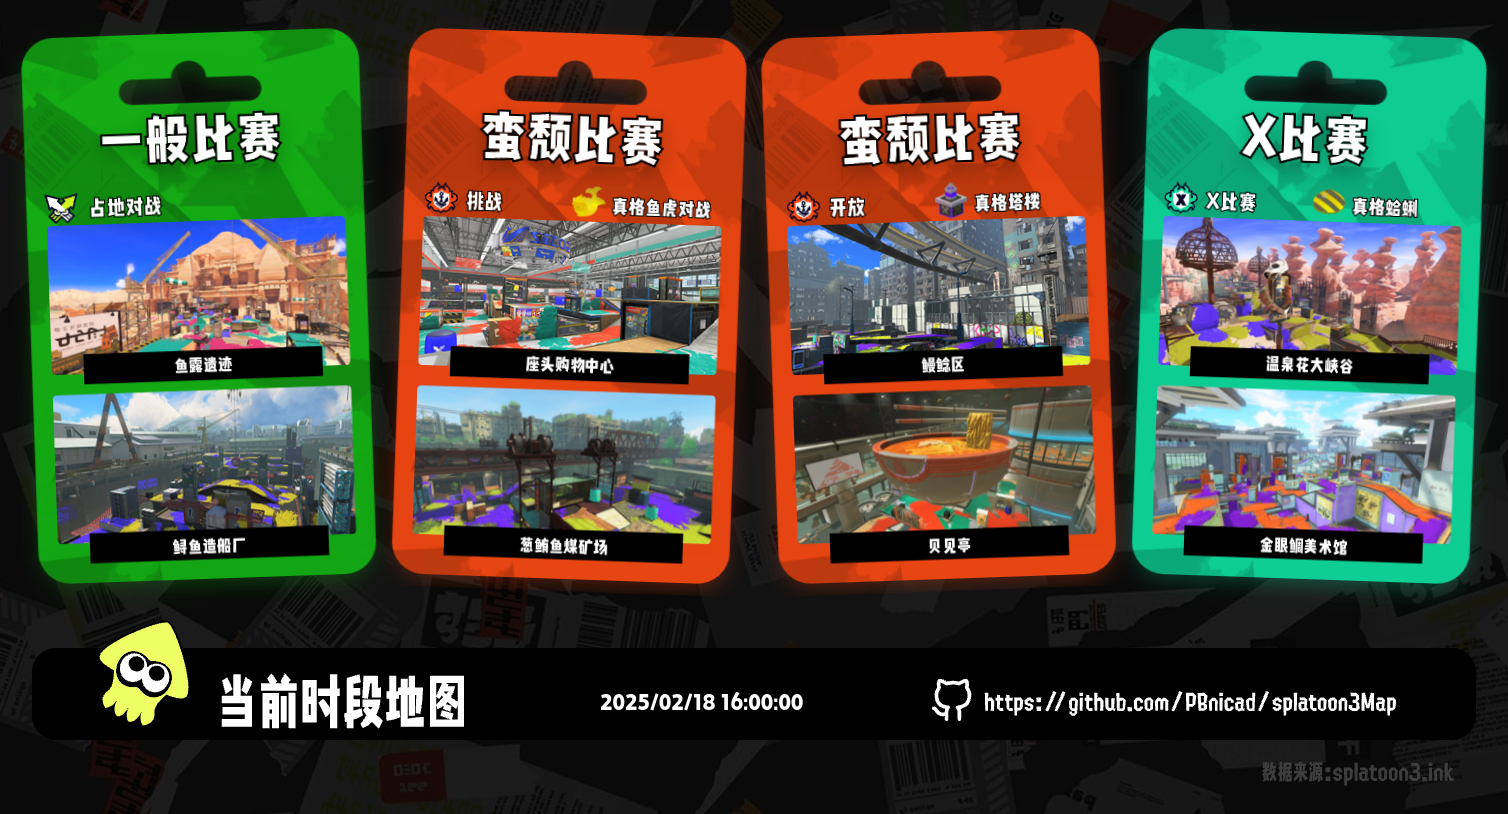 一般比赛
占地对战
鱼露遗迹
鲟鱼造船厂
蛮颓比赛
挑战
真格鱼虎对战
座头购物中心
葱鲔鱼煤矿场
蛮颓比赛
开放
真格塔楼
鳗鲶区
贝贝亭
X比赛
X比赛
真格蛤蜊
温泉花大峡谷
金眼鲷美术馆
当前时段地图
2025/02/18 16:00:00
https://github.com/PBnicad/splatoon3Map
数据来源:splatoon3.ink